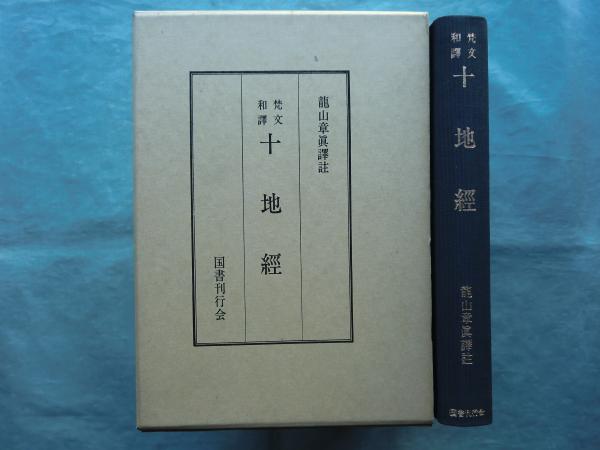 龍山章眞譯註
梵文
和譯
十地經
国書刊行会
梵文
和譯
十地經
龍山章眞譯註
国書刊行会